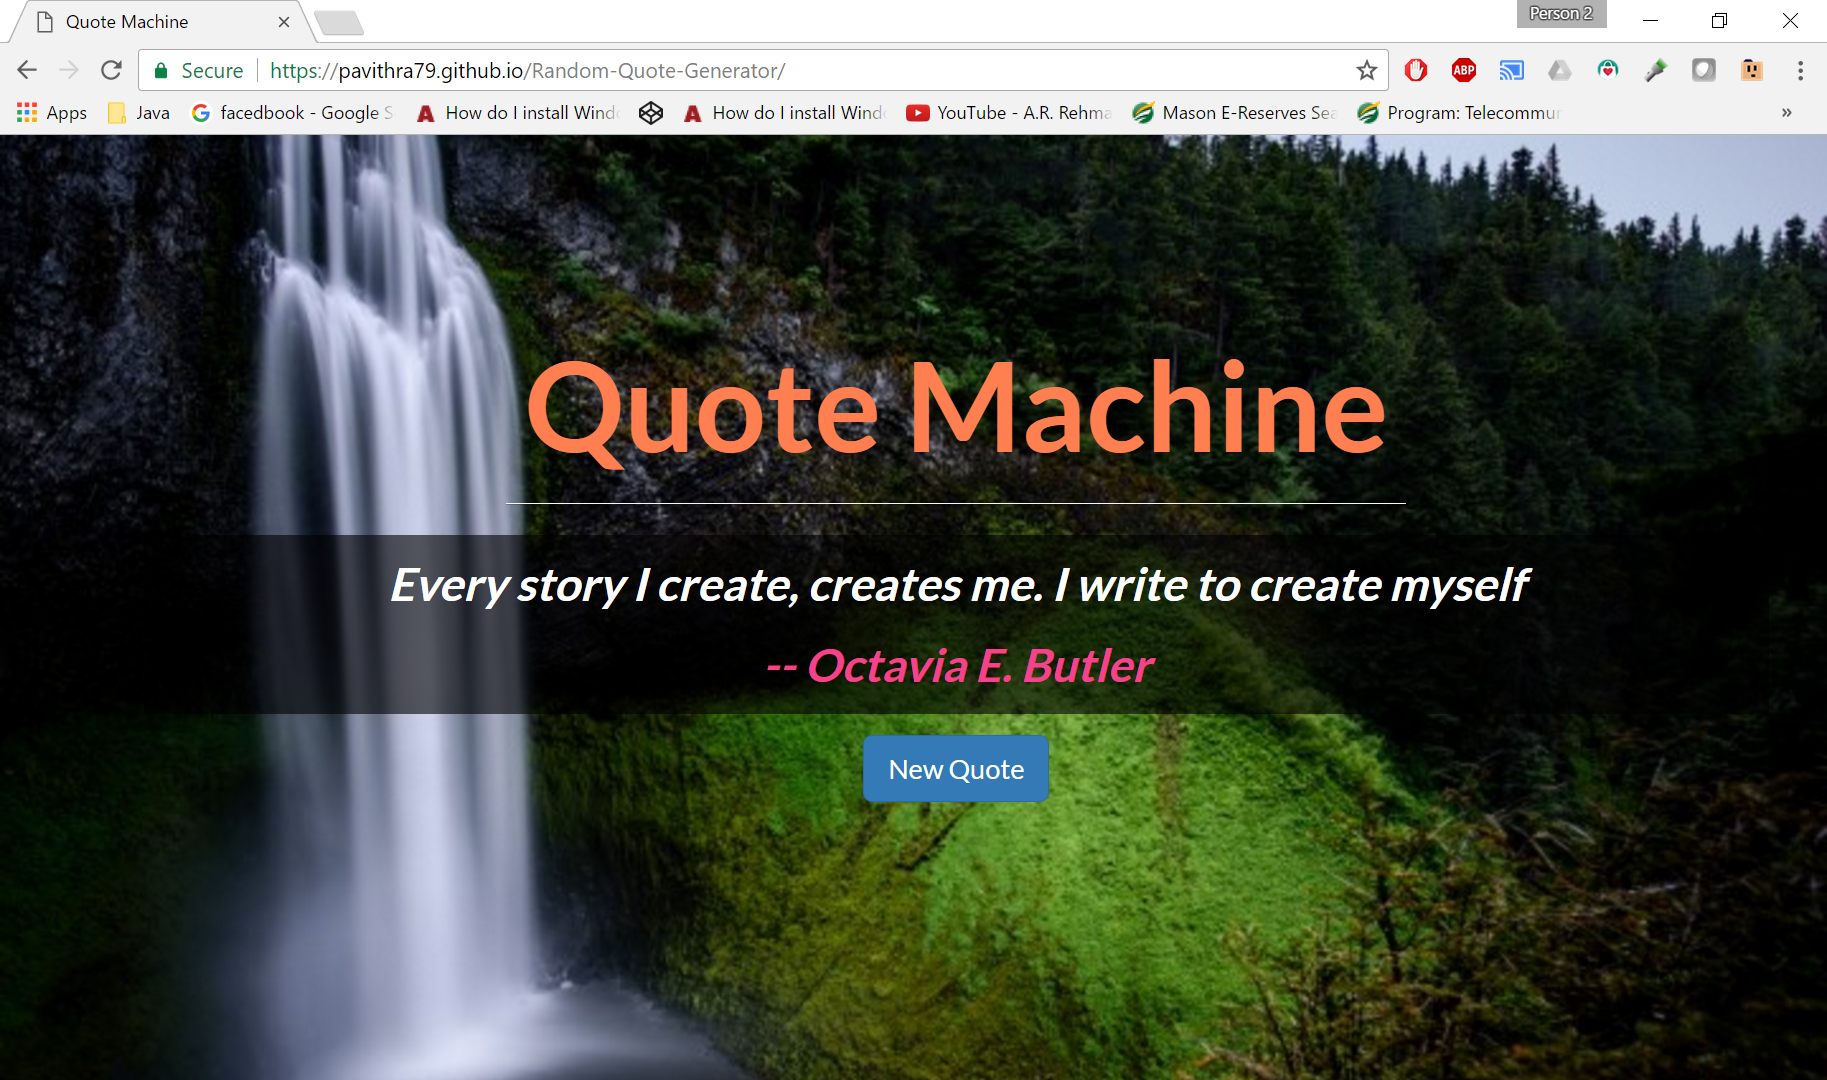 Quote Machine
Person 2
Secure https://pavithra79.github.io/Random-Quote-Generator/
ABP
Apps Java facedbook - Google S How do I install Wind How do I install Wind YouTube - A.R. Rehma Mason E-Reserves Sea Program: Telecommu
Quote Machine
Every story I create, creates me. I write to create myself
-- Octavia E. Butler
New Quote